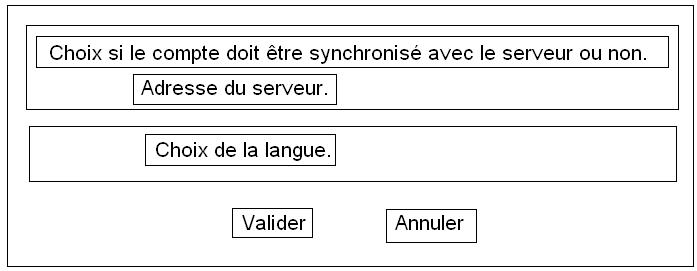 Choix si le compte doit être synchronisé avec le serveur ou non.
Adresse du serveur.
Choix de la langue.
Valider Annuler